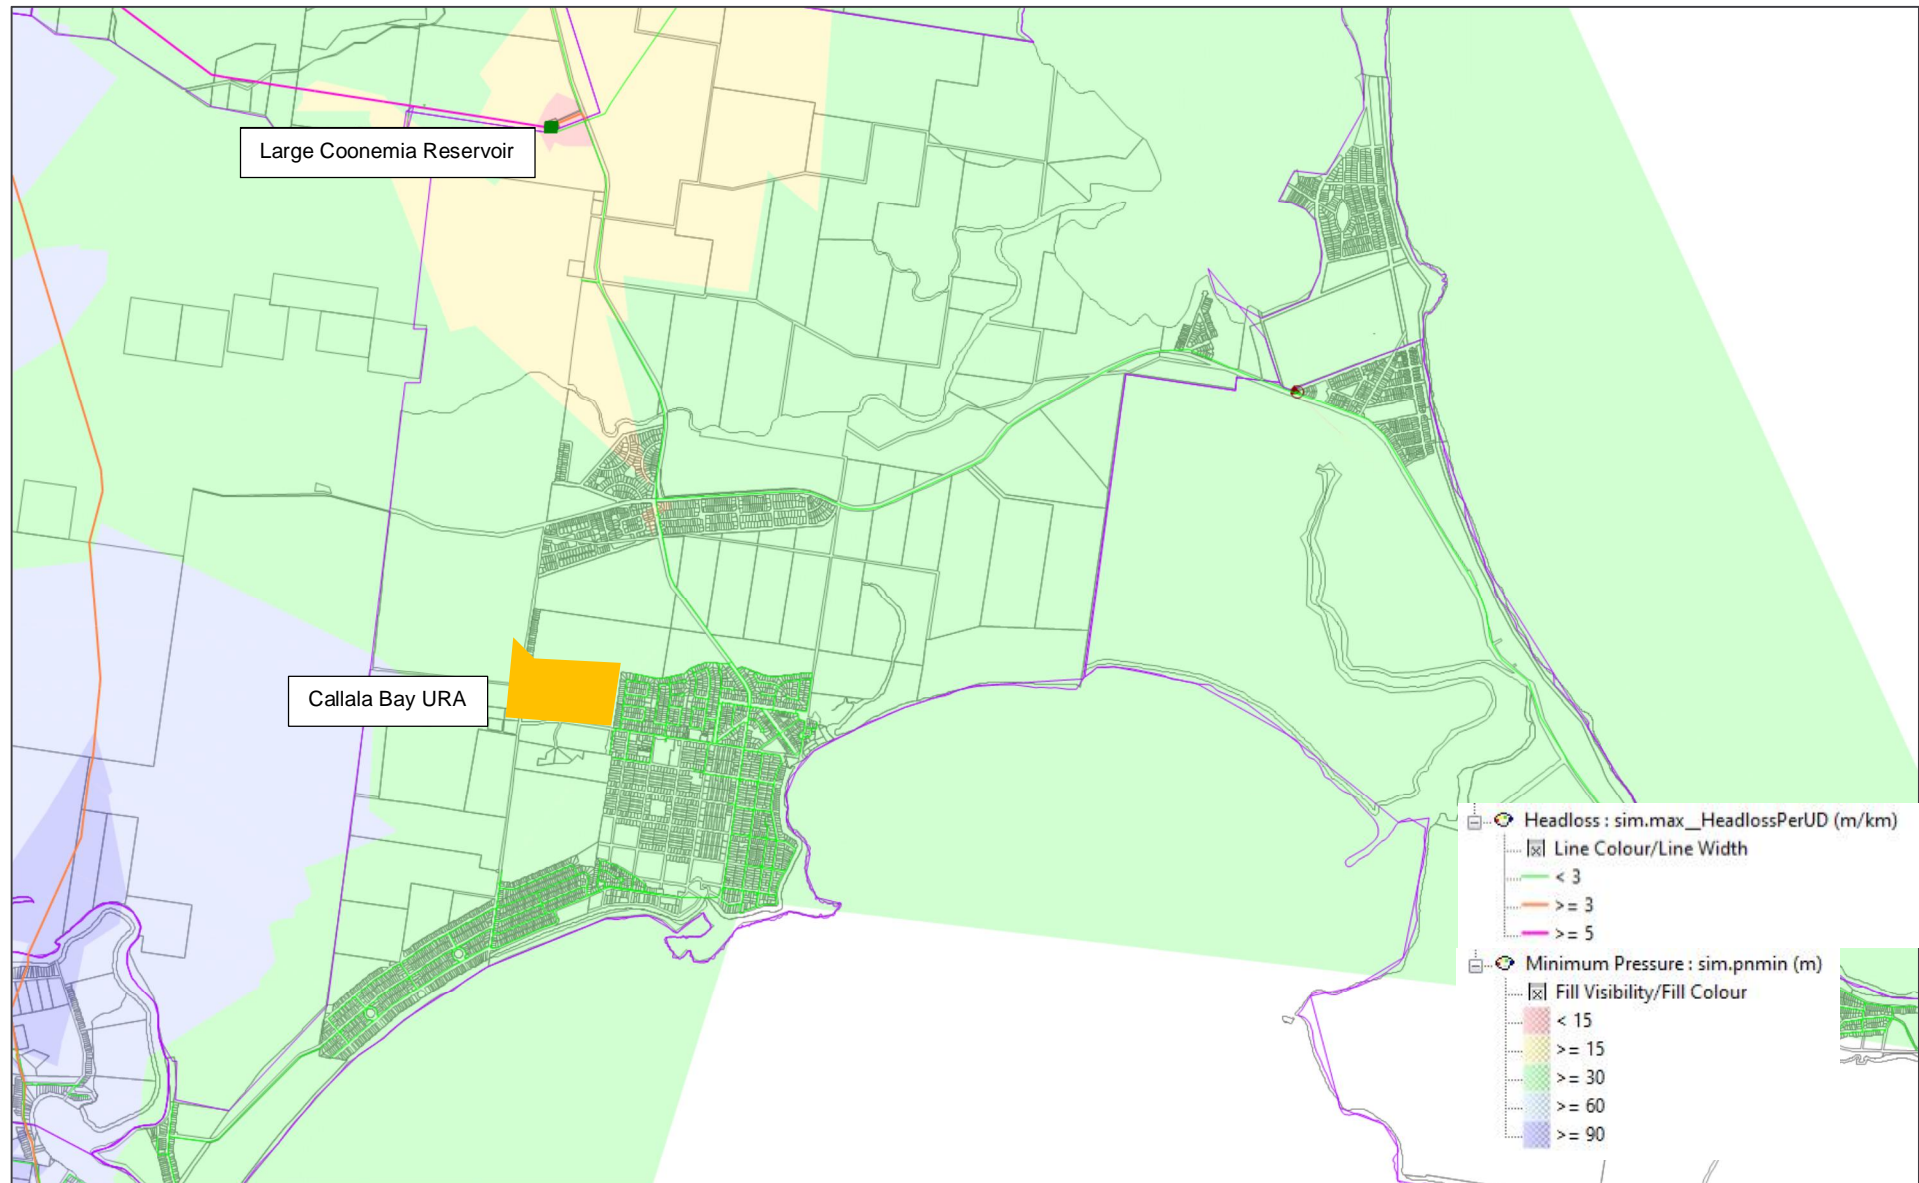 Large Coonemia Reservoir
Callala Bay URA
Headloss : sim.max__HeadlossPerUD (m/km)
Line Colour/Line Width
< 3
>= 3
>= 5
Minimum Pressure : sim.pnmin (m)
Fill Visibility/Fill Colour
< 15
>= 15
>= 30
>= 60
>= 90